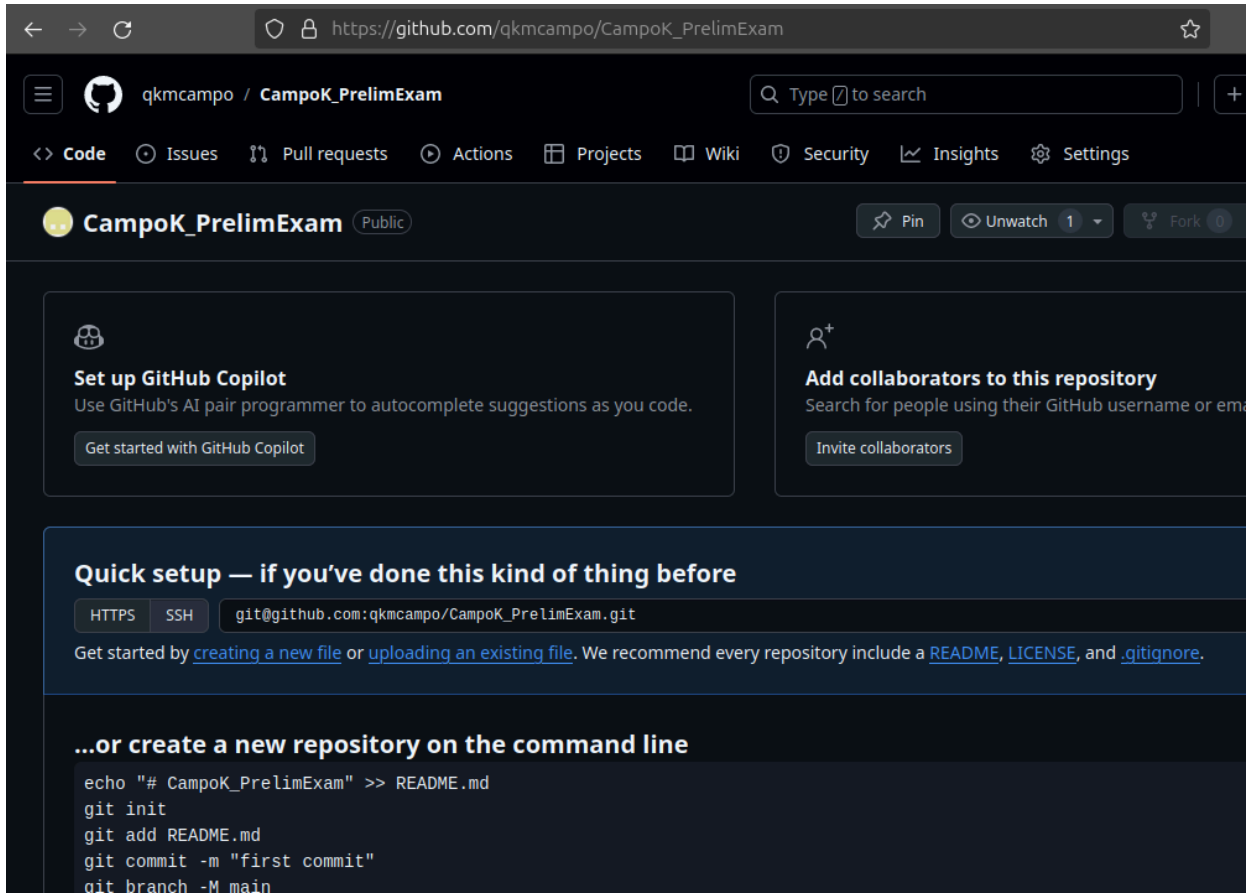 https://github.com/qkmcampo/CampoK_PrelimExam
qkmcampo / CampoK_PrelimExam
Type / to search
+
<> Code Issues Pull requests Actions Projects Wiki Security Insights Settings
CampoK_PrelimExam Public
Pin Unwatch 1 Fork 0
Set up GitHub Copilot
Use GitHub's AI pair programmer to autocomplete suggestions as you code.
Get started with GitHub Copilot
Add collaborators to this repository
Search for people using their GitHub username or ema
Invite collaborators
Quick setup — if you’ve done this kind of thing before
HTTPS SSH git@github.com:qkmcampo/CampoK_PrelimExam.git
Get started by creating a new file or uploading an existing file. We recommend every repository include a README, LICENSE, and .gitignore.
…or create a new repository on the command line
echo "# CampoK_PrelimExam" >> README.md
git init
git add README.md
git commit -m "first commit"
git branch -M main